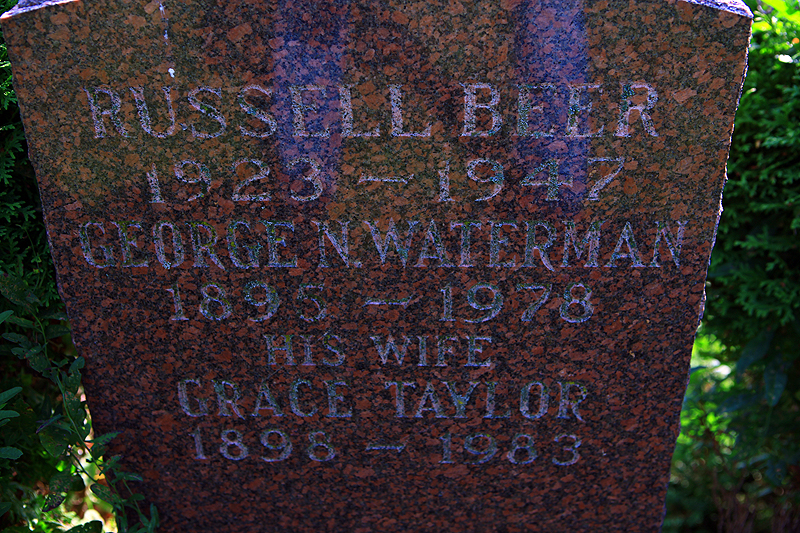 RUSSELL BEER
1923 – 1947
GEORGE N. WATERMAN
1895 – 1978
HIS WIFE
GRACE TAYLOR
1898 – 1983